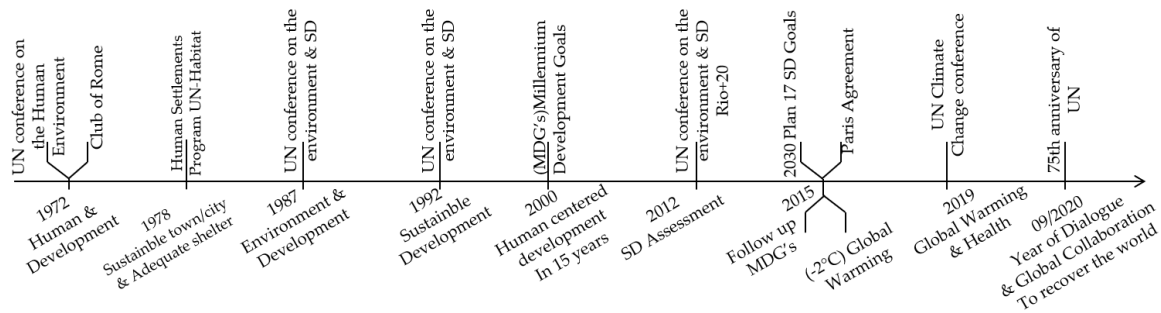 UN conference on
the Human
Environment
Club of Rome
1972
Human &
Development
Human Settlements
Program UN-Habitat
1978
Sustainble town/city
& Adequate shelter
UN conference on the
environment & SD
1987
Environment &
Development
UN conference on the
environment & SD
1992
Sustainble
Development
(MDG's)Millennium
Development Goals
2000
Human centered
development
In 15 years
UN conference on the
environment & SD
Rio+20
2012
SD Assessment
2030 Plan 17 SD Goals
Paris Agreement
2015
Follow up
MDG's
(-2°C) Global
Warming
UN Climate
Change conference
2019
Global Warming
& Health
75th anniversary of
UN
09/2020
Year of Dialogue
& Global Collaboration
To recover the world